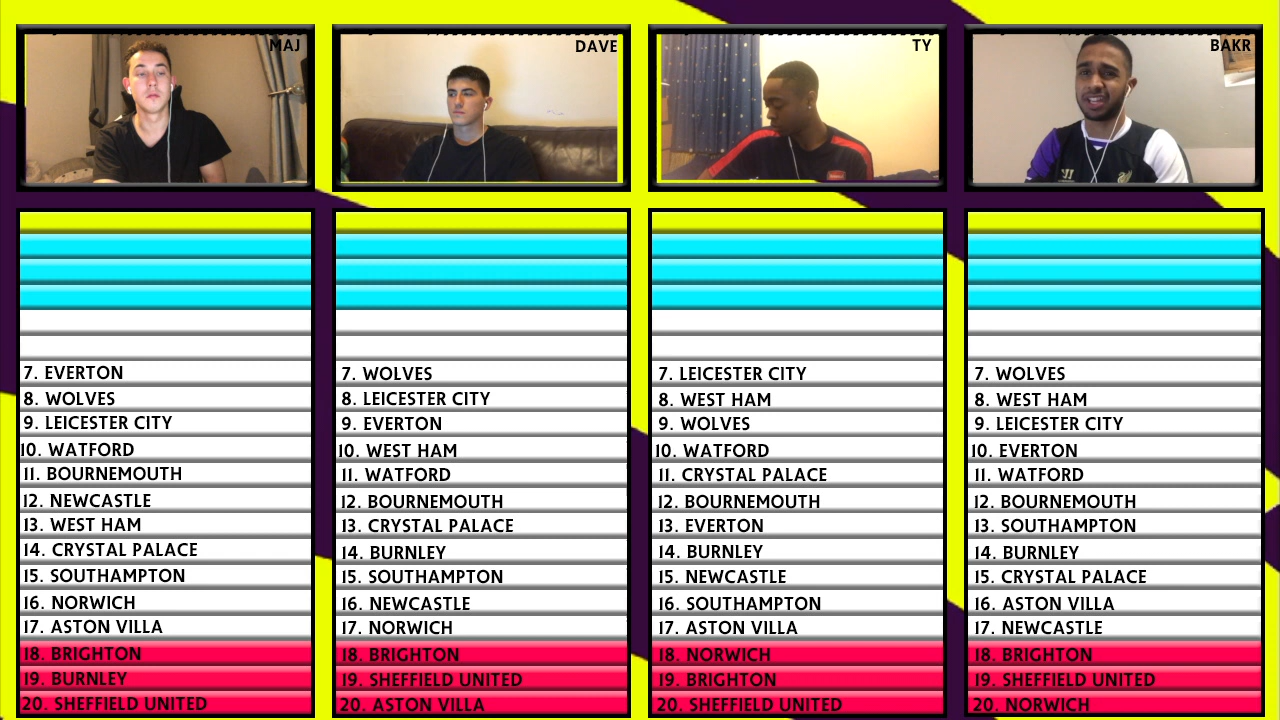 MAJ
DAVE
TY
BAKR
7. EVERTON
8. WOLVES
9. LEICESTER CITY
10. WATFORD
11. BOURNEMOUTH
12. NEWCASTLE
13. WEST HAM
14. CRYSTAL PALACE
15. SOUTHAMPTON
16. NORWICH
17. ASTON VILLA
18. BRIGHTON
19. BURNLEY
20. SHEFFIELD UNITED
7. WOLVES
8. LEICESTER CITY
9. EVERTON
10. WEST HAM
11. WATFORD
12. BOURNEMOUTH
13. CRYSTAL PALACE
14. BURNLEY
15. SOUTHAMPTON
16. NEWCASTLE
17. NORWICH
18. BRIGHTON
19. SHEFFIELD UNITED
20. ASTON VILLA
7. LEICESTER CITY
8. WEST HAM
9. WOLVES
10. WATFORD
11. CRYSTAL PALACE
12. BOURNEMOUTH
13. EVERTON
14. BURNLEY
15. NEWCASTLE
16. SOUTHAMPTON
17. ASTON VILLA
18. NORWICH
19. BRIGHTON
20. SHEFFIELD UNITED
7. WOLVES
8. WEST HAM
9. LEICESTER CITY
10. EVERTON
11. WATFORD
12. BOURNEMOUTH
13. SOUTHAMPTON
14. BURNLEY
15. CRYSTAL PALACE
16. ASTON VILLA
17. NEWCASTLE
18. BRIGHTON
19. SHEFFIELD UNITED
20. NORWICH